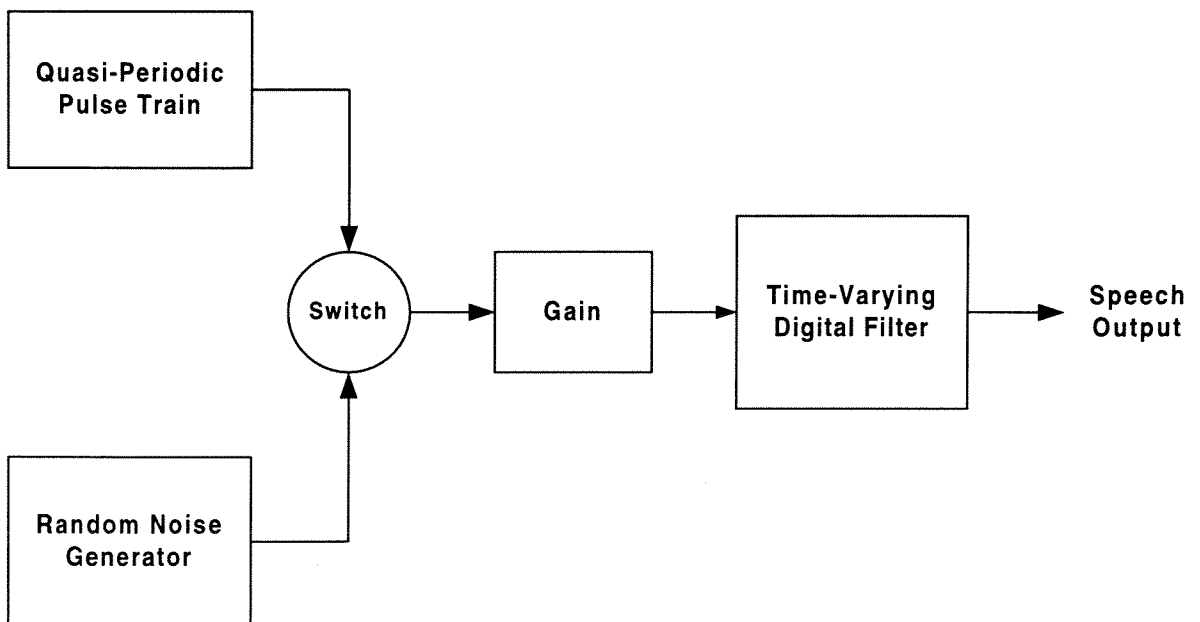 Quasi-Periodic
Pulse Train
Switch
Gain
Time-Varying
Digital Filter
Speech
Output
Random Noise
Generator